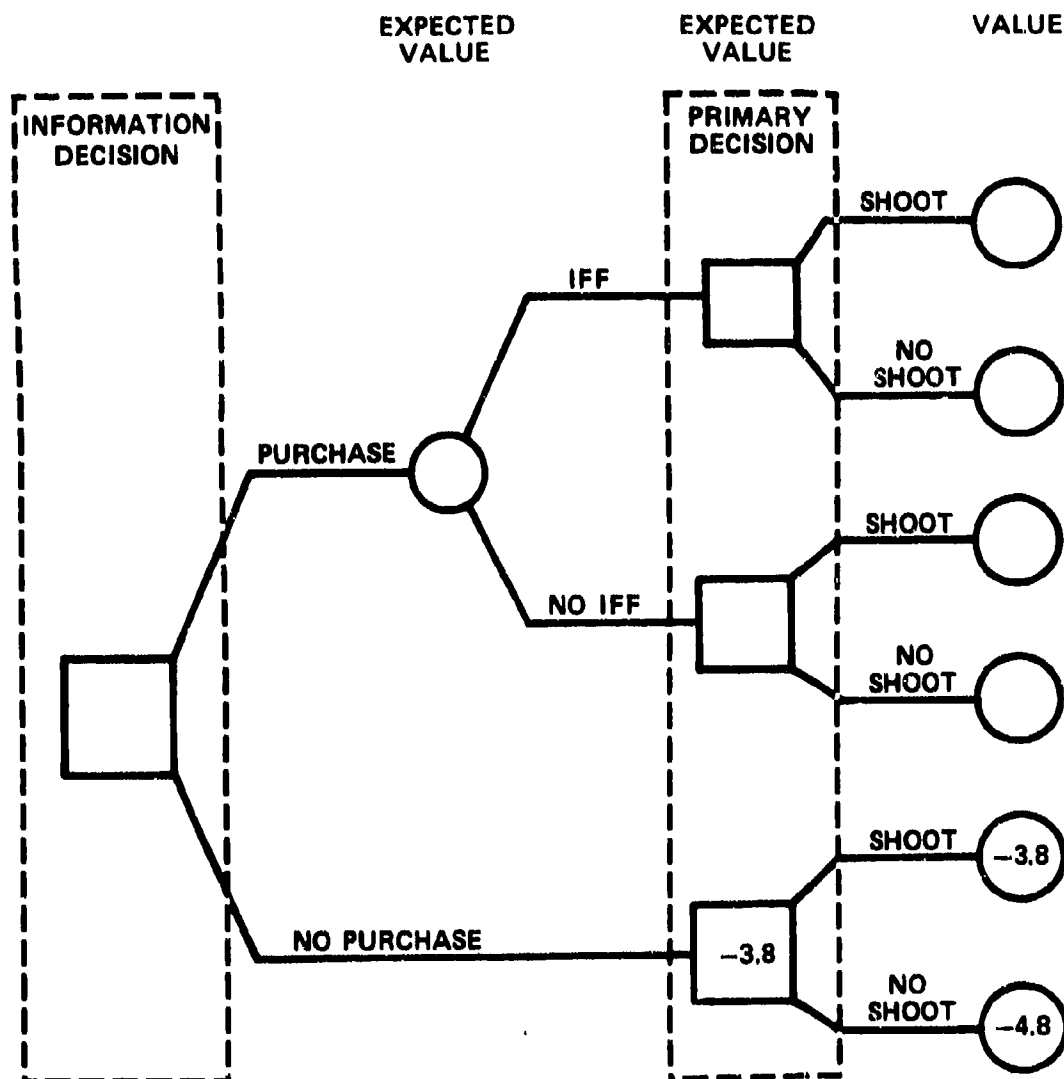 EXPECTED
VALUE
EXPECTED
VALUE
VALUE
INFORMATION
DECISION
PRIMARY
DECISION
SHOOT
IFF
NO
SHOOT
PURCHASE
SHOOT
NO IFF
NO
SHOOT
SHOOT
−3.8
NO PURCHASE
−3.8
NO
SHOOT
−4.8